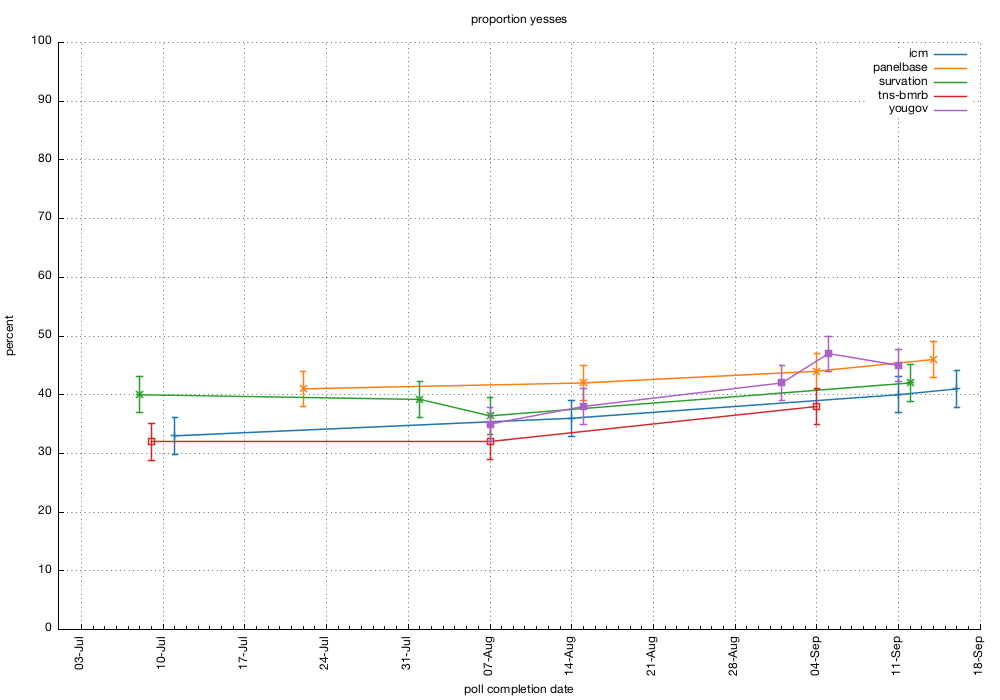 proportion yesses
100
90
80
70
60
50
40
30
20
10
0
percent
icm
panelbase
survation
tns-bmrb
yougov
03-Jul
10-Jul
17-Jul
24-Jul
31-Jul
07-Aug
14-Aug
21-Aug
28-Aug
04-Sep
11-Sep
18-Sep
poll completion date